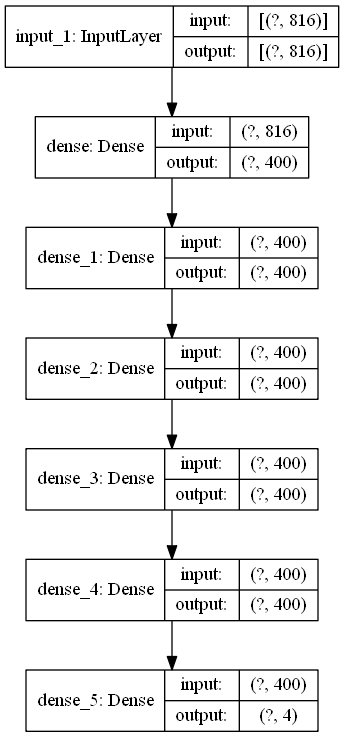 input_1: InputLayer input: [(?, 816)]
output: [(?, 816)]
dense: Dense input: (?, 816)
output: (?, 400)
dense_1: Dense input: (?, 400)
output: (?, 400)
dense_2: Dense input: (?, 400)
output: (?, 400)
dense_3: Dense input: (?, 400)
output: (?, 400)
dense_4: Dense input: (?, 400)
output: (?, 400)
dense_5: Dense input: (?, 400)
output: (?, 4)